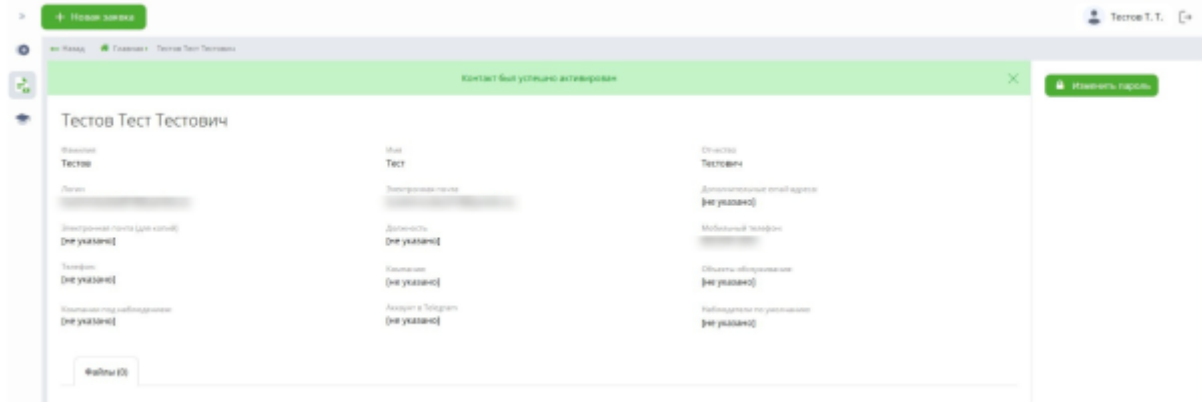 + Новая заявка
Тестов Т. Т.
Назад Главная Тестов Тест Тестович
Контакт был успешно активирован
Изменить пароль
Тестов Тест Тестович
Фамилия Имя Отчество
Тестов Тест Тестович
Логин Электронная почта Дополнительные email адреса
[не указано]
Электронная почта (для копий) Должность Мобильный телефон
[не указано] [не указано]
Телефон Компания Объекты обслуживания
[не указано] [не указано] [не указано]
Компании под наблюдением Аккаунт в Telegram Наблюдатели по умолчанию
[не указано] [не указано] [не указано]
Файлы (0)